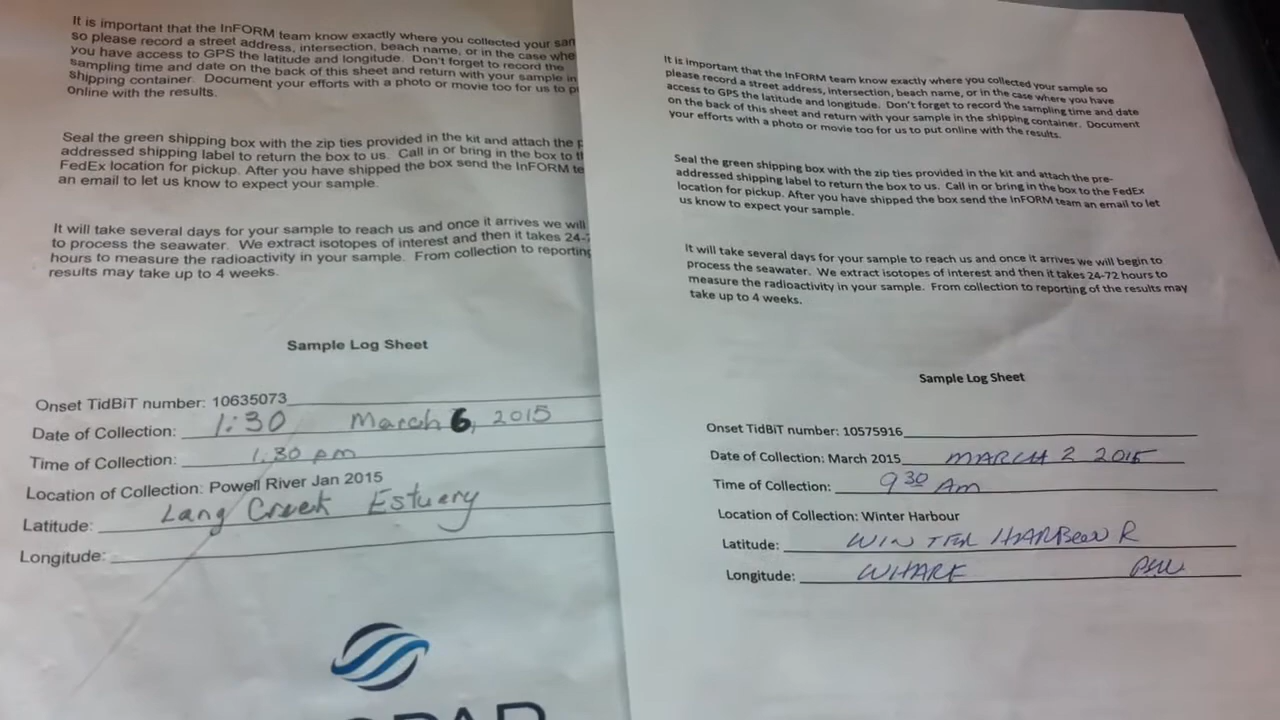 It is important that the InFORM team know exactly where you collected your sam
so please record a street address, intersection, beach name, or in the case whe
you have access to GPS the latitude and longitude. Don't forget to record the
sampling time and date on the back of this sheet and return with your sample in
shipping container. Document your efforts with a photo or movie too for us to p
online with the results.
Seal the green shipping box with the zip ties provided in the kit and attach the p
addressed shipping label to return the box to us. Call in or bring in the box to th
FedEx location for pickup. After you have shipped the box send the InFORM te
an email to let us know to expect your sample.
It will take several days for your sample to reach us and once it arrives we will
to process the seawater. We extract isotopes of interest and then it takes 24-7
hours to measure the radioactivity in your sample. From collection to reporting
results may take up to 4 weeks.
Sample Log Sheet
Onset TidBiT number: 10635073
Date of Collection: 1:30 March 6, 2015
Time of Collection: 1.30 pm
Location of Collection: Powell River Jan 2015
Latitude: Lang Creek Estuary
Longitude:
It is important that the InFORM team know exactly where you collected your sample so
please record a street address, intersection, beach name, or in the case where you have
access to GPS the latitude and longitude. Don't forget to record the sampling time and date
on the back of this sheet and return with your sample in the shipping container. Document
your efforts with a photo or movie too for us to put online with the results.
Seal the green shipping box with the zip ties provided in the kit and attach the pre-
addressed shipping label to return the box to us. Call in or bring in the box to the FedEx
location for pickup. After you have shipped the box send the InFORM team an email to let
us know to expect your sample.
It will take several days for your sample to reach us and once it arrives we will begin to
process the seawater. We extract isotopes of interest and then it takes 24-72 hours to
measure the radioactivity in your sample. From collection to reporting of the results may
take up to 4 weeks.
Sample Log Sheet
Onset TidBiT number: 10575916
Date of Collection: March 2015 MARCH 2 2015
Time of Collection: 9 30 Am
Location of Collection: Winter Harbour
Latitude: WINTER HARBOUR
Longitude: WHARF